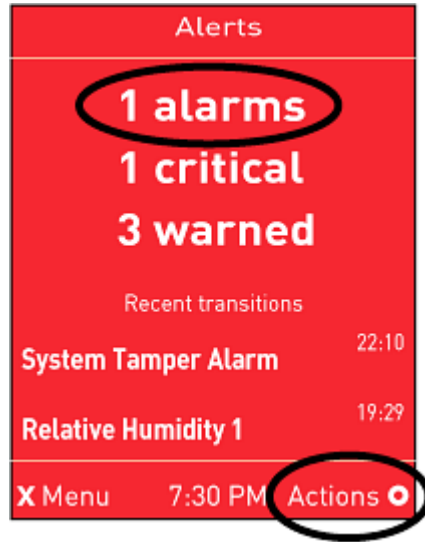 Alerts
1 alarms
1 critical
3 warned
Recent transitions
System Tamper Alarm 22:10
Relative Humidity 1 19:29
X Menu 7:30 PM Actions O